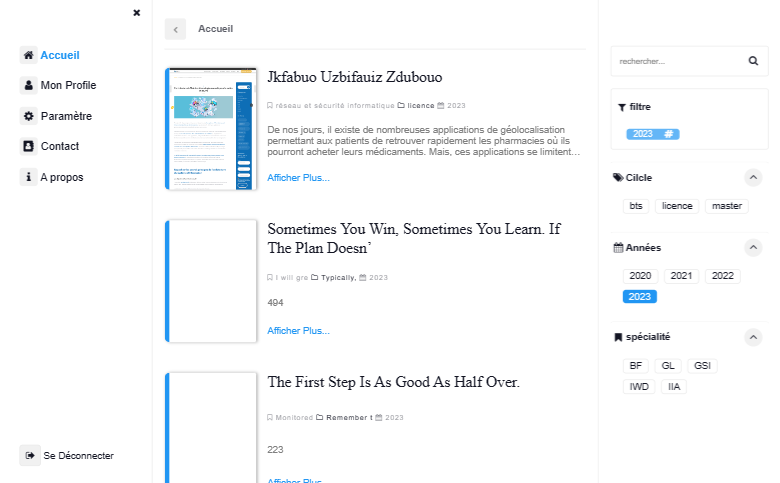 Accueil
Mon Profile
Paramètre
Contact
A propos
Se Déconnecter
Accueil
Jkfabuo Uzbifauiz Zdubouo
réseau et sécurité informatique licence 2023
De nos jours, il existe de nombreuses applications de géolocalisation
permettant aux patients de retrouver rapidement les pharmacies où ils
pourront acheter leurs médicaments. Mais, ces applications se limitent...
Afficher Plus...
Sometimes You Win, Sometimes You Learn. If
The Plan Doesn’
I will gre Typically, 2023
494
Afficher Plus...
The First Step Is As Good As Half Over.
Monitored Remember t 2023
223
Afficher Plus...
rechercher...
filtre
2023 #
Cilcle
bts licence master
Années
2020 2021 2022
2023
spécialité
BF GL GSI
IWD IIA